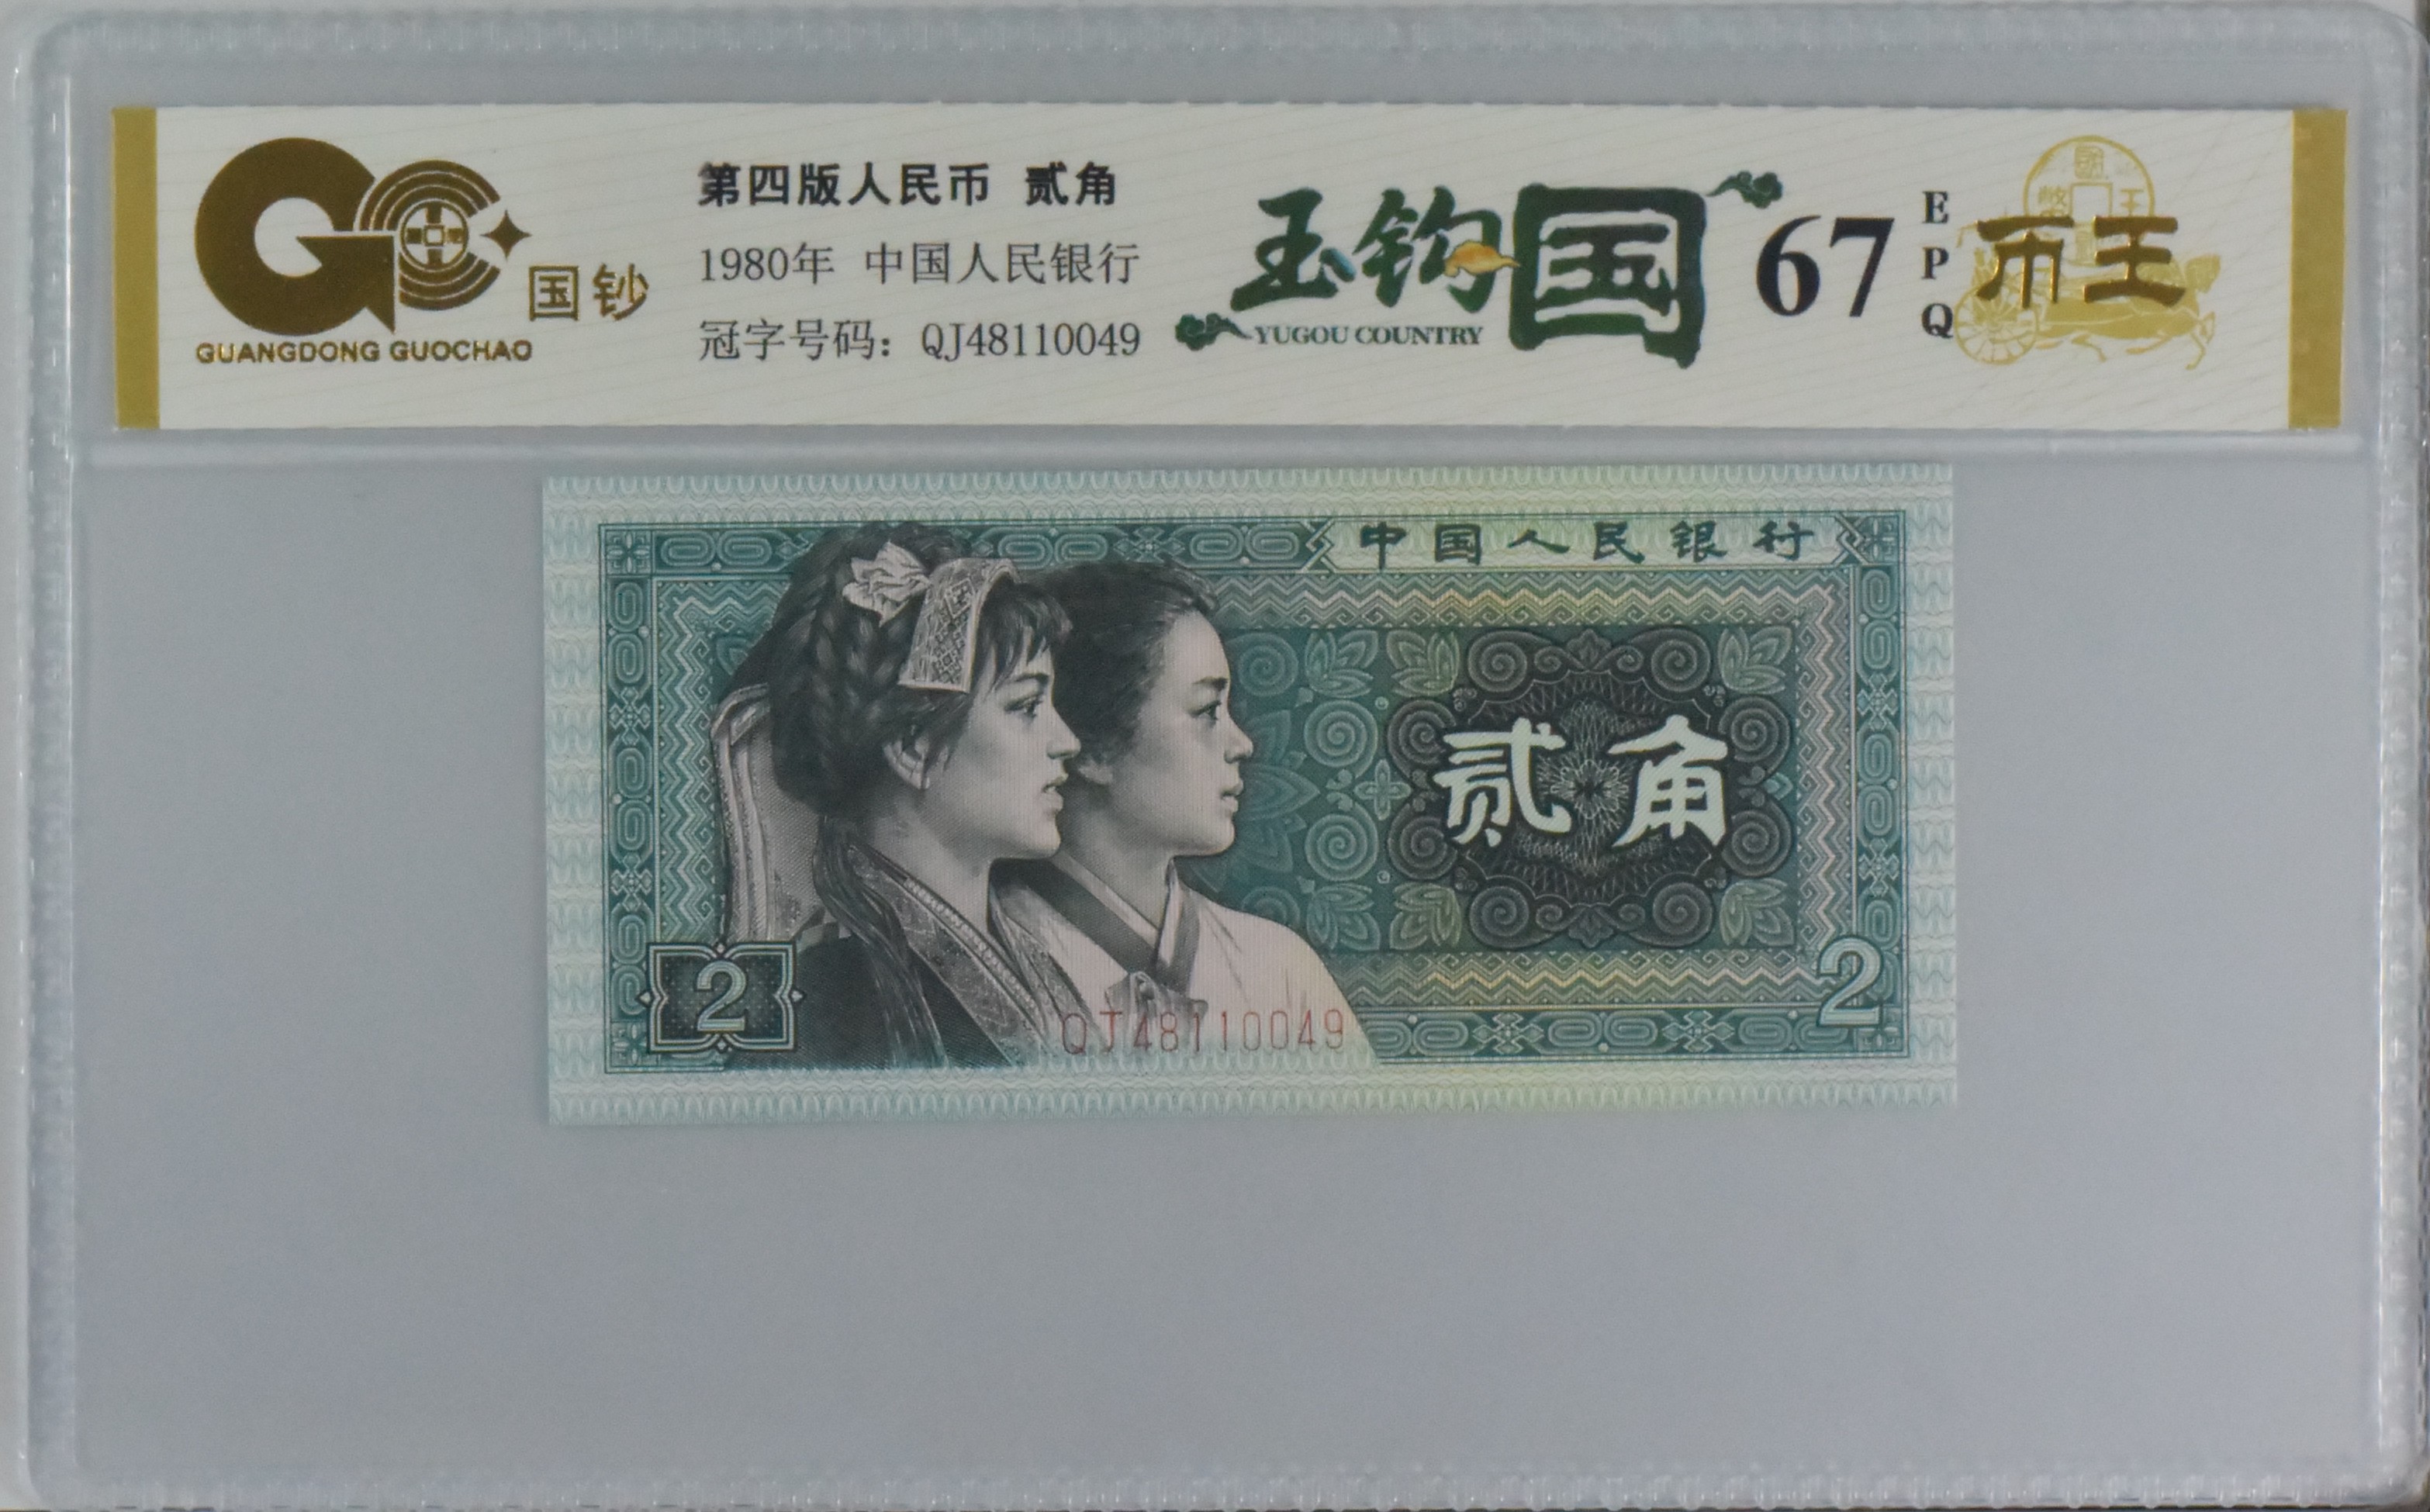 国钞
GUANGDONG GUOCHAO
第四版人民币 贰角
1980年 中国人民银行
冠字号码：QJ48110049
玉钩国
YUGOU COUNTRY
67
EPQ
币王
中国人民银行
贰角
2
QJ48110049
2